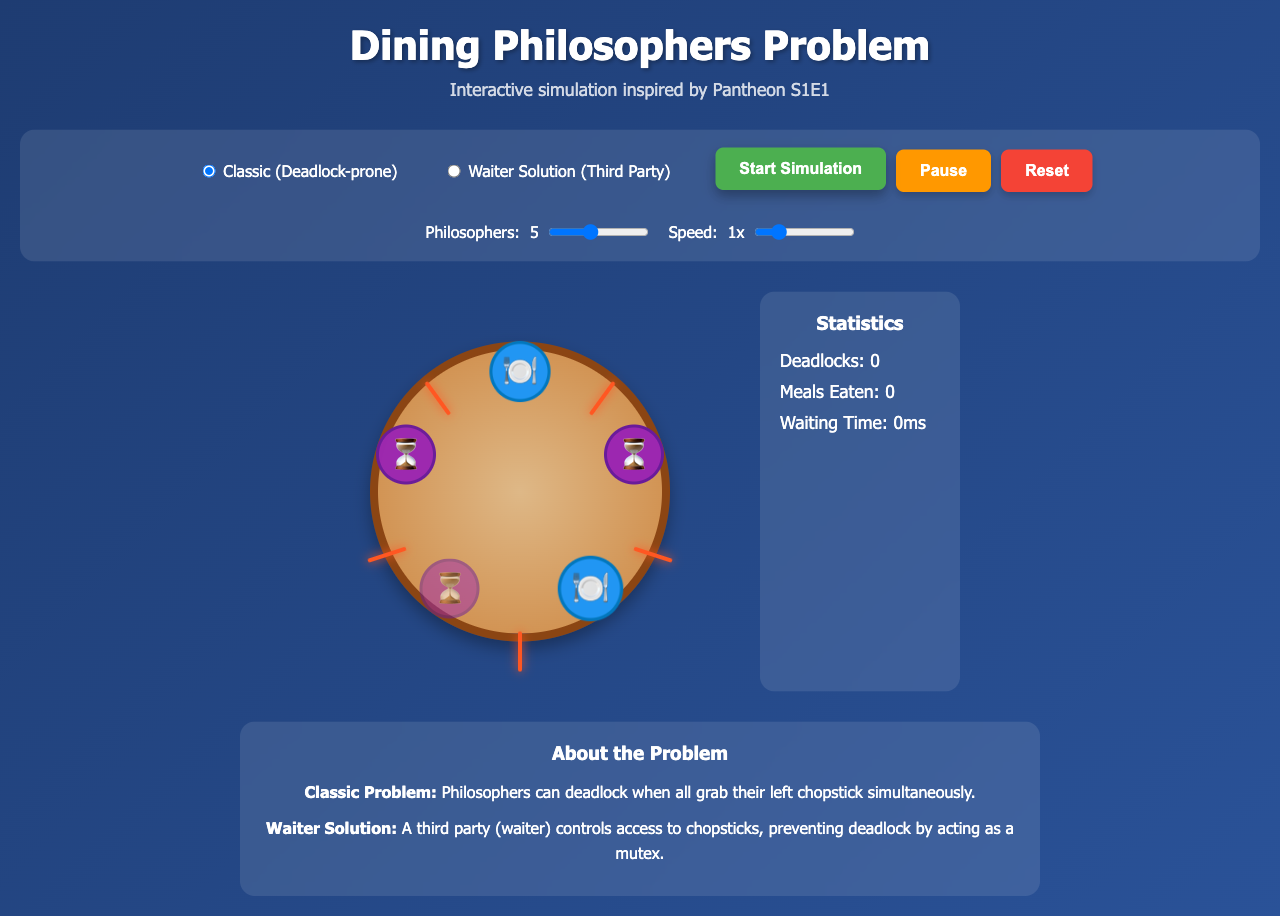 Dining Philosophers Problem
Interactive simulation inspired by Pantheon S1E1
Classic (Deadlock-prone)
Waiter Solution (Third Party)
Start Simulation
Pause
Reset
Philosophers: 5
Speed: 1x
Statistics
Deadlocks: 0
Meals Eaten: 0
Waiting Time: 0ms
About the Problem
Classic Problem: Philosophers can deadlock when all grab their left chopstick simultaneously.
Waiter Solution: A third party (waiter) controls access to chopsticks, preventing deadlock by acting as a
mutex.